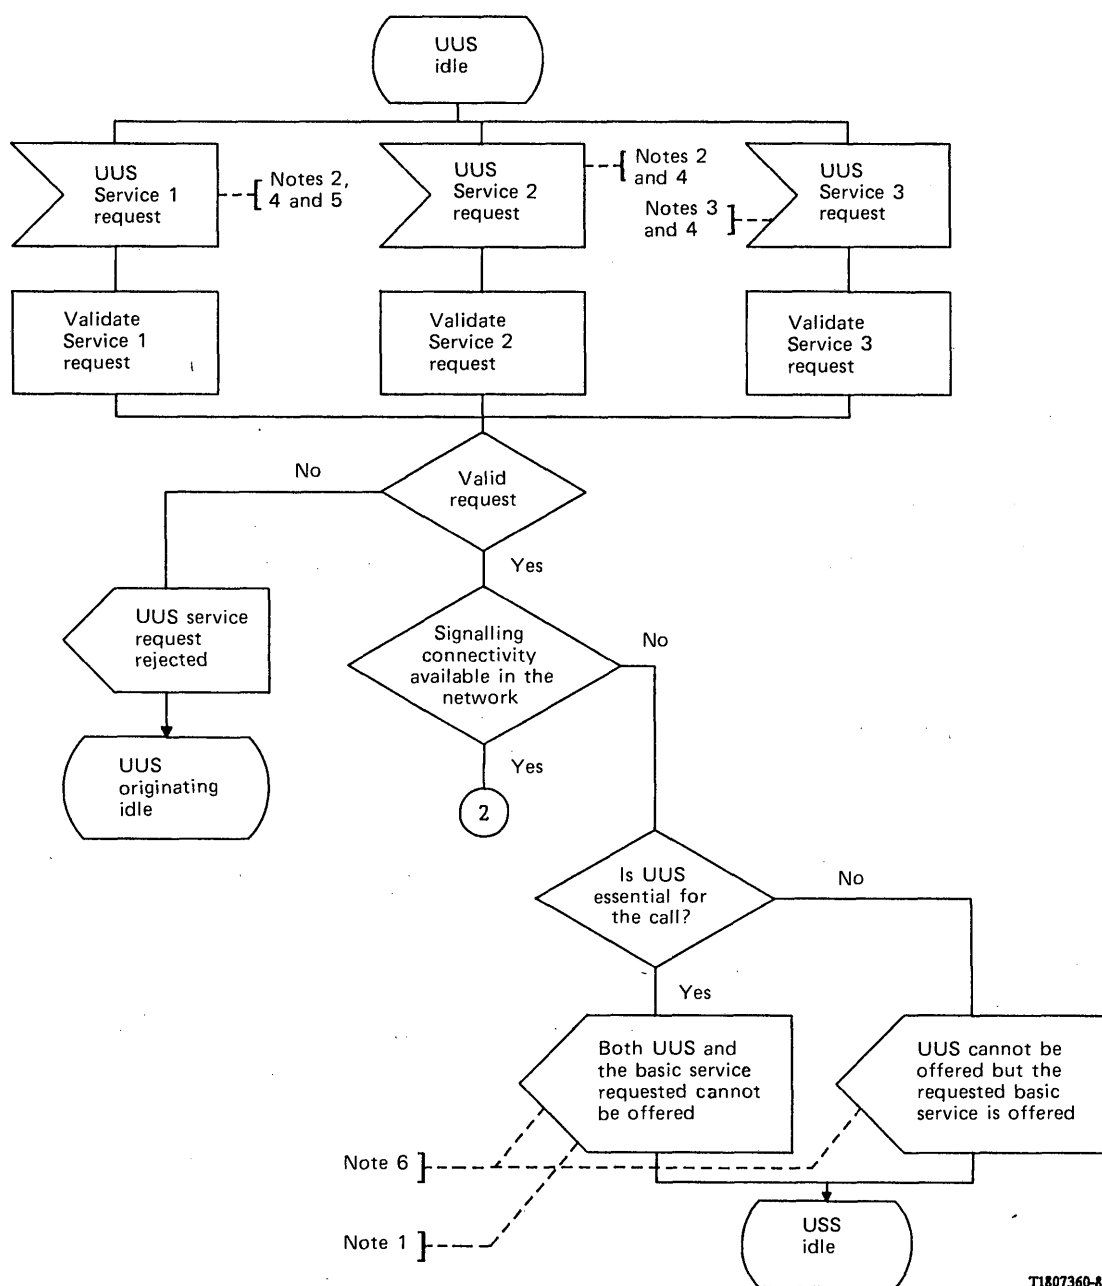 UUS
idle
UUS
Service 1
request
Notes 2,
4 and 5
UUS
Service 2
request
Notes 2
and 4
Notes 3
and 4
UUS
Service 3
request
Validate
Service 1
request
Validate
Service 2
request
Validate
Service 3
request
No
Valid
request
Yes
UUS service
request
rejected
Signalling
connectivity
available in the
network
No
Yes
UUS
originating
idle
2
Is UUS
essential for
the call?
No
Yes
Both UUS and
the basic service
requested cannot
be offered
UUS cannot be
offered but the
requested basic
service is offered
Note 6
Note 1
USS
idle
T1807360-8